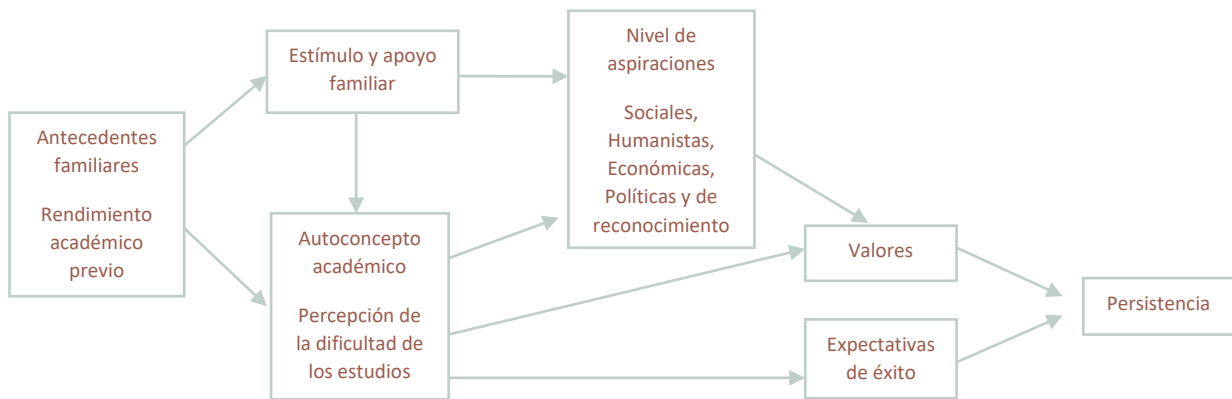 Antecedentes
familiares
Rendimiento
académico
previo
Estímulo y apoyo
familiar
Autoconcepto
académico
Percepción de
la dificultad de
los estudios
Nivel de
aspiraciones
Sociales,
Humanistas,
Económicas,
Políticas y de
reconocimiento
Valores
Expectativas
de éxito
Persistencia